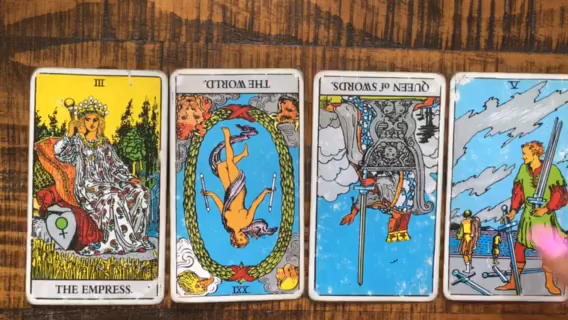 III
THE EMPRESS.
THE WORLD.
XXI
QUEEN of SWORDS.
V